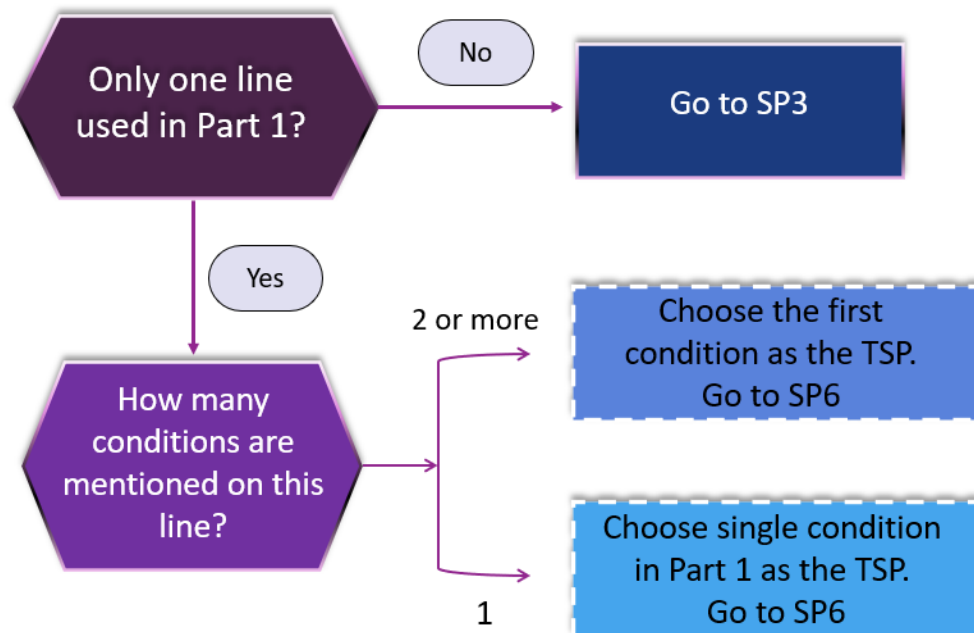 Only one line
used in Part 1?
No
Go to SP3
Yes
How many
conditions are
mentioned on this
line?
2 or more
Choose the first
condition as the TSP.
Go to SP6
1
Choose single condition
in Part 1 as the TSP.
Go to SP6